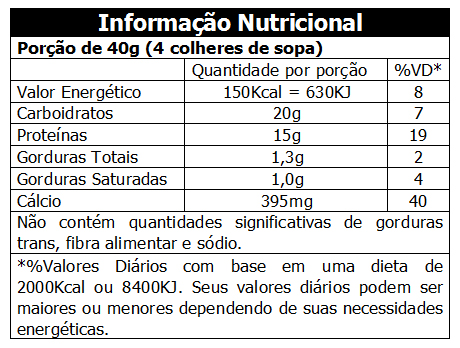 Informação Nutricional
Porção de 40g (4 colheres de sopa)
Quantidade por porção %VD*
Valor Energético 150Kcal = 630KJ 8
Carboidratos 20g 7
Proteínas 15g 19
Gorduras Totais 1,3g 2
Gorduras Saturadas 1,0g 4
Cálcio 395mg 40
Não contém quantidades significativas de gorduras
trans, fibra alimentar e sódio.
*%Valores Diários com base em uma dieta de
2000Kcal ou 8400KJ. Seus valores diários podem ser
maiores ou menores dependendo de suas necessidades
energéticas.